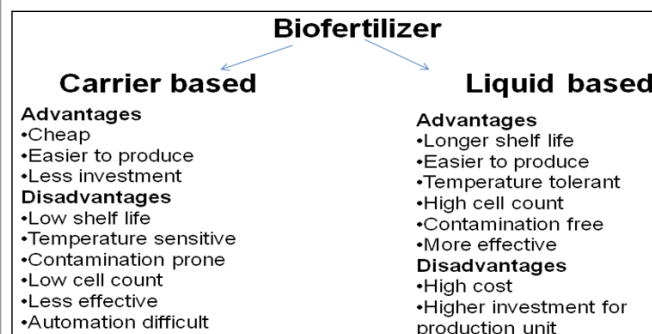 Biofertilizer
Carrier based
Advantages
•Cheap
•Easier to produce
•Less investment
Disadvantages
•Low shelf life
•Temperature sensitive
•Contamination prone
•Low cell count
•Less effective
•Automation difficult
Liquid based
Advantages
•Longer shelf life
•Easier to produce
•Temperature tolerant
•High cell count
•Contamination free
•More effective
Disadvantages
•High cost
•Higher investment for
production unit